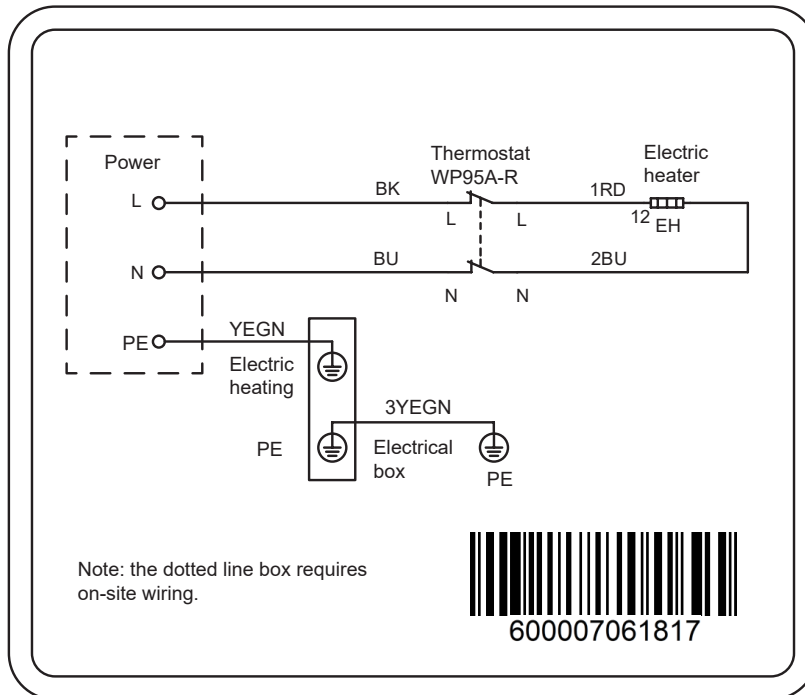 Power
Thermostat
WP95A-R
Electric
heater
L
BK
L
L
1RD
12
EH
N
BU
N
N
2BU
PE
YEGN
Electric
heating
3YEGN
PE
Electrical
box
PE
Note: the dotted line box requires
on-site wiring.
600007061817